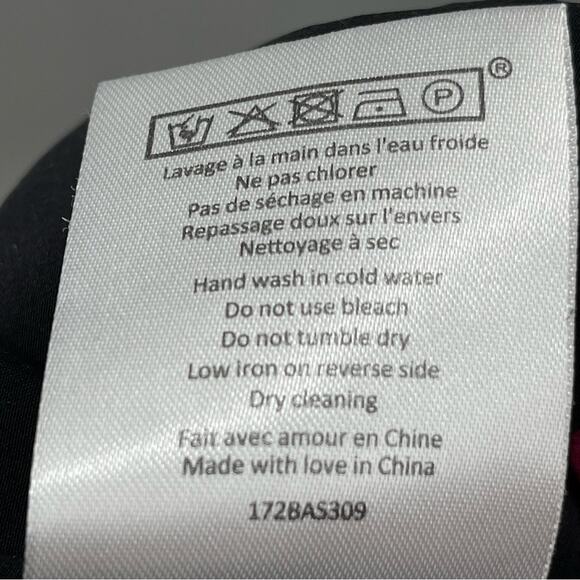 ®
P
Lavage à la main dans l'eau froide
Ne pas chlorer
Pas de séchage en machine
Repassage doux sur l'envers
Nettoyage à sec
Hand wash in cold water
Do not use bleach
Do not tumble dry
Low iron on reverse side
Dry cleaning
Fait avec amour en Chine
Made with love in China
172BAS309